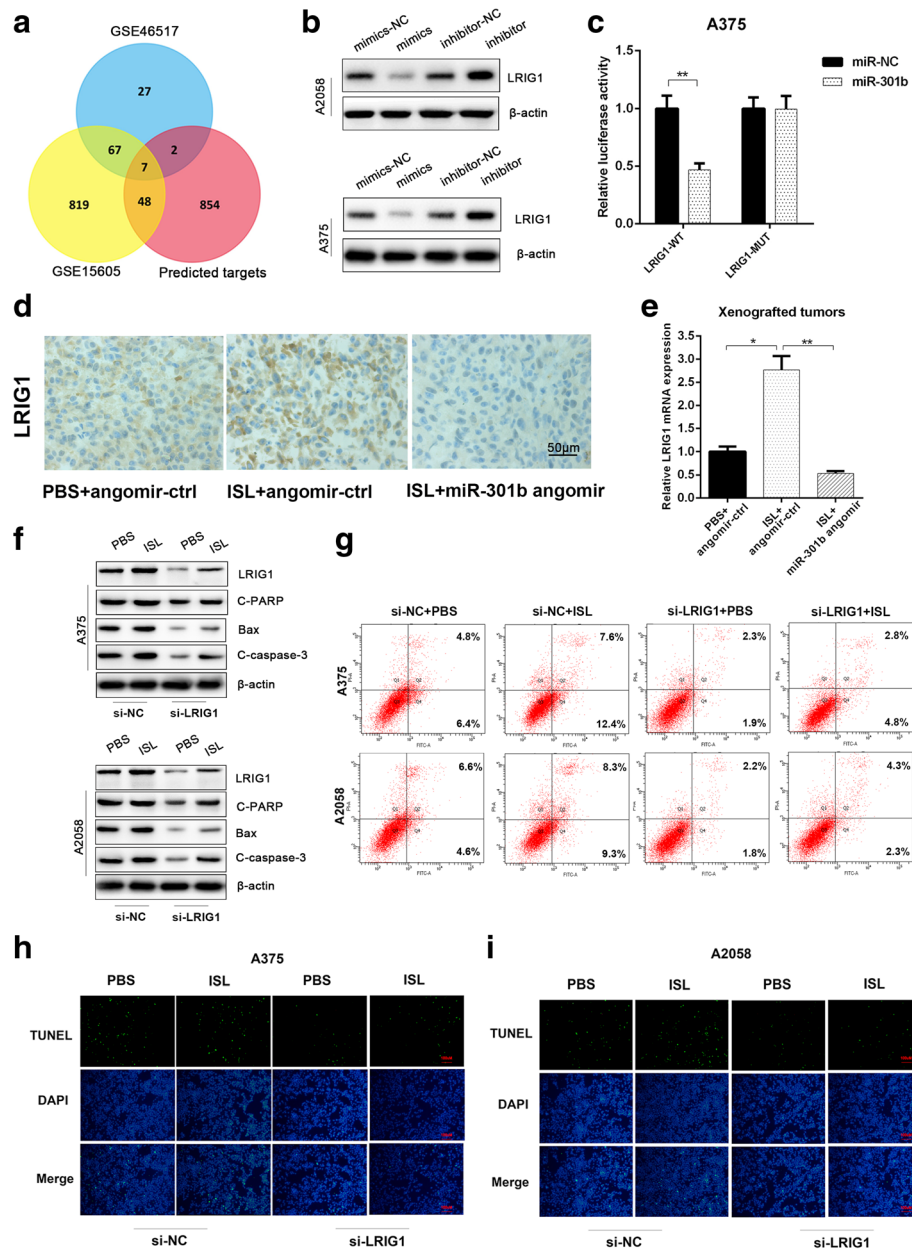 a
GSE46517
27
67
2
7
819
48
854
GSE15605
Predicted targets
b
mimics-NC
mimics
inhibitor-NC
inhibitor
A2058
LRIG1
β-actin
mimics-NC
mimics
inhibitor-NC
inhibitor
A375
LRIG1
β-actin
c
A375
miR-NC
miR-301b
Relative luciferase activity
1.5
1.0
0.5
0.0
**
LRIG1-WT
LRIG1-MUT
d
LRIG1
50μm
PBS+angomir-ctrl
ISL+angomir-ctrl
ISL+miR-301b angomir
e
Xenografted tumors
Relative LRIG1 mRNA expression
3.5
3.0
2.5
2.0
1.5
1.0
0.5
0.0
*
**
PBS+
angomir-ctrl
ISL+
angomir-ctrl
ISL+
miR-301b angomir
f
PBS
ISL
PBS
ISL
A375
LRIG1
C-PARP
Bax
C-caspase-3
β-actin
si-NC
si-LRIG1
PBS
ISL
PBS
ISL
A2058
LRIG1
C-PARP
Bax
C-caspase-3
β-actin
si-NC
si-LRIG1
g
si-NC+PBS
si-NC+ISL
si-LRIG1+PBS
si-LRIG1+ISL
A375
4.8%
6.4%
7.6%
12.4%
2.3%
1.9%
2.8%
4.8%
FITC-A
FITC-A
FITC-A
FITC-A
A2058
6.6%
4.6%
8.3%
9.3%
2.2%
1.8%
4.3%
2.3%
FITC-A
FITC-A
FITC-A
FITC-A
h
A375
PBS
ISL
PBS
ISL
TUNEL
DAPI
Merge
si-NC
si-LRIG1
i
A2058
PBS
ISL
PBS
ISL
TUNEL
DAPI
Merge
si-NC
si-LRIG1